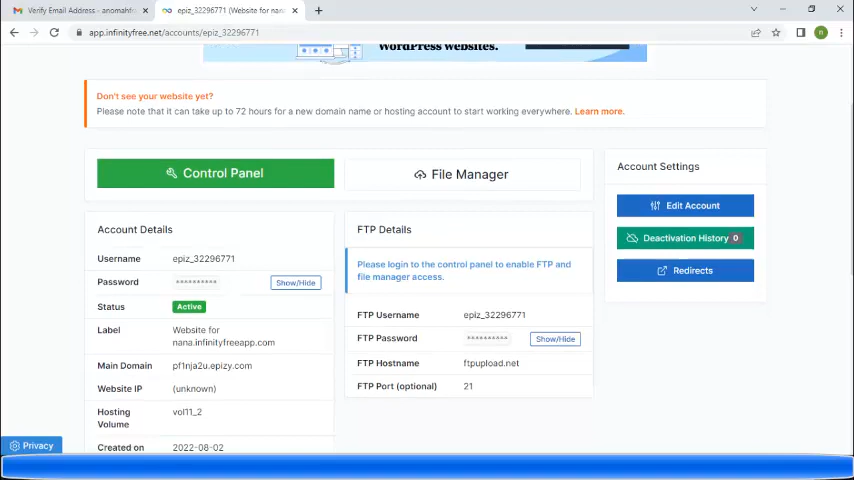 Verify Email Address - anomahf
epiz_32296771 (Website for nana
app.infinityfree.net/accounts/epiz_32296771
n
WordPress websites.
Don't see your website yet?
Please note that it can take up to 72 hours for a new domain name or hosting account to start working everywhere. Learn more.
Control Panel
File Manager
Account Settings
Edit Account
Deactivation History 0
Redirects
Account Details
Username epiz_32296771
Password ********** Show/Hide
Status Active
Label Website for
nana.infinityfreeapp.com
Main Domain pf1nja2u.epizy.com
Website IP (unknown)
Hosting vol11_2
Volume
Created on 2022-08-02
FTP Details
Please login to the control panel to enable FTP and
file manager access.
FTP Username epiz_32296771
FTP Password ********** Show/Hide
FTP Hostname ftpupload.net
FTP Port (optional) 21
Privacy